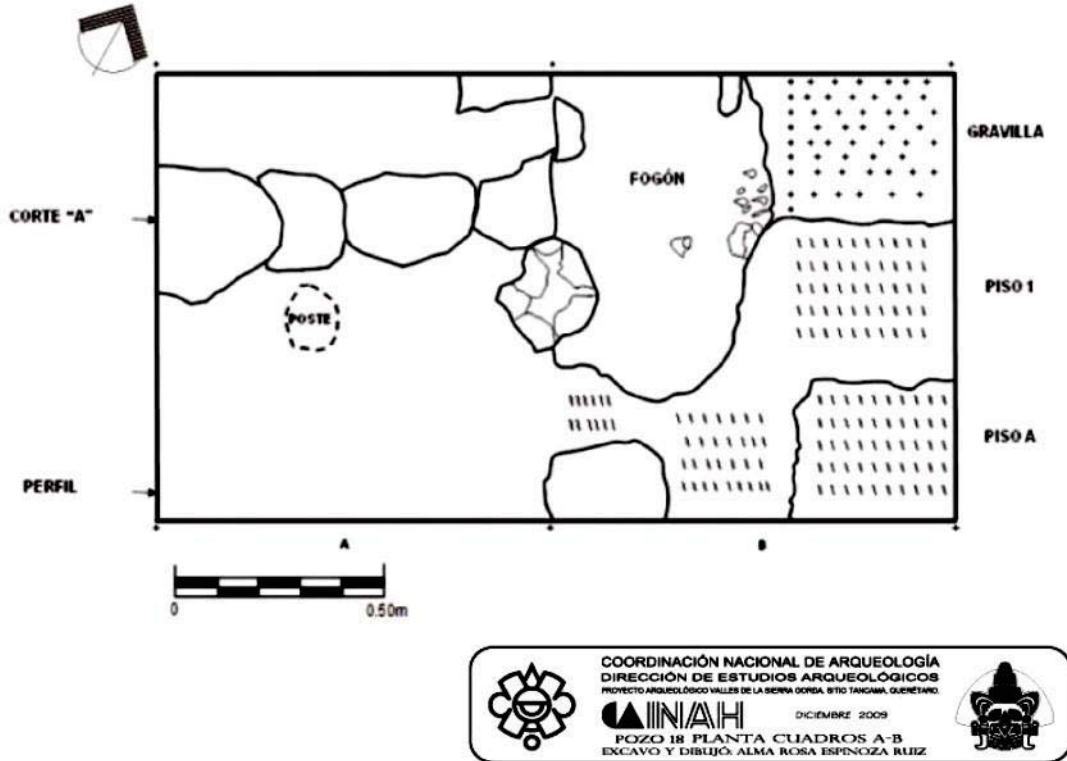 GRAVILLA
FOGÓN
CORTE "A"
PISO 1
POSTE
PISO A
PERFIL
A B
0 0.50m
COORDINACIÓN NACIONAL DE ARQUEOLOGÍA
DIRECCIÓN DE ESTUDIOS ARQUEOLÓGICOS
PROYECTO ARQUEOLÓGICO VALLES DE LA SIERRA GORDA. SITIO TANCAMA, QUERÉTARO.
CAINAH DICIEMBRE 2009
POZO 18 PLANTA CUADROS A-B
EXCAVO Y DIBUJÓ: ALMA ROSA ESPINOZA RUIZ